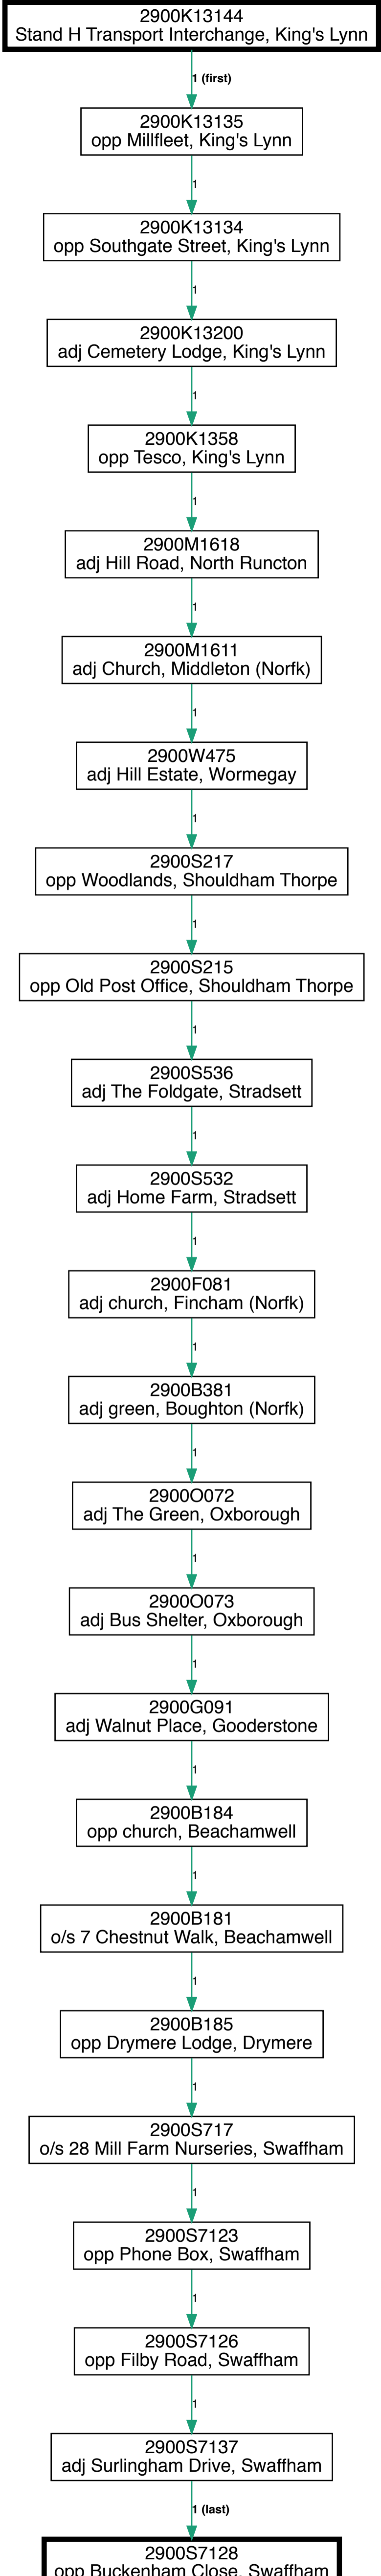 2900K13144
Stand H Transport Interchange, King's Lynn
1 (first)
2900K13135
opp Millfleet, King's Lynn
1
2900K13134
opp Southgate Street, King's Lynn
1
2900K13200
adj Cemetery Lodge, King's Lynn
1
2900K1358
opp Tesco, King's Lynn
1
2900M1618
adj Hill Road, North Runcton
1
2900M1611
adj Church, Middleton (Norfk)
1
2900W475
adj Hill Estate, Wormegay
1
2900S217
opp Woodlands, Shouldham Thorpe
1
2900S215
opp Old Post Office, Shouldham Thorpe
1
2900S536
adj The Foldgate, Stradsett
1
2900S532
adj Home Farm, Stradsett
1
2900F081
adj church, Fincham (Norfk)
1
2900B381
adj green, Boughton (Norfk)
1
2900O072
adj The Green, Oxborough
1
2900O073
adj Bus Shelter, Oxborough
1
2900G091
adj Walnut Place, Gooderstone
1
2900B184
opp church, Beachamwell
1
2900B181
o/s 7 Chestnut Walk, Beachamwell
1
2900B185
opp Drymere Lodge, Drymere
1
2900S717
o/s 28 Mill Farm Nurseries, Swaffham
1
2900S7123
opp Phone Box, Swaffham
1
2900S7126
opp Filby Road, Swaffham
1
2900S7137
adj Surlingham Drive, Swaffham
1 (last)
2900S7128
opp Buckenham Close, Swaffham